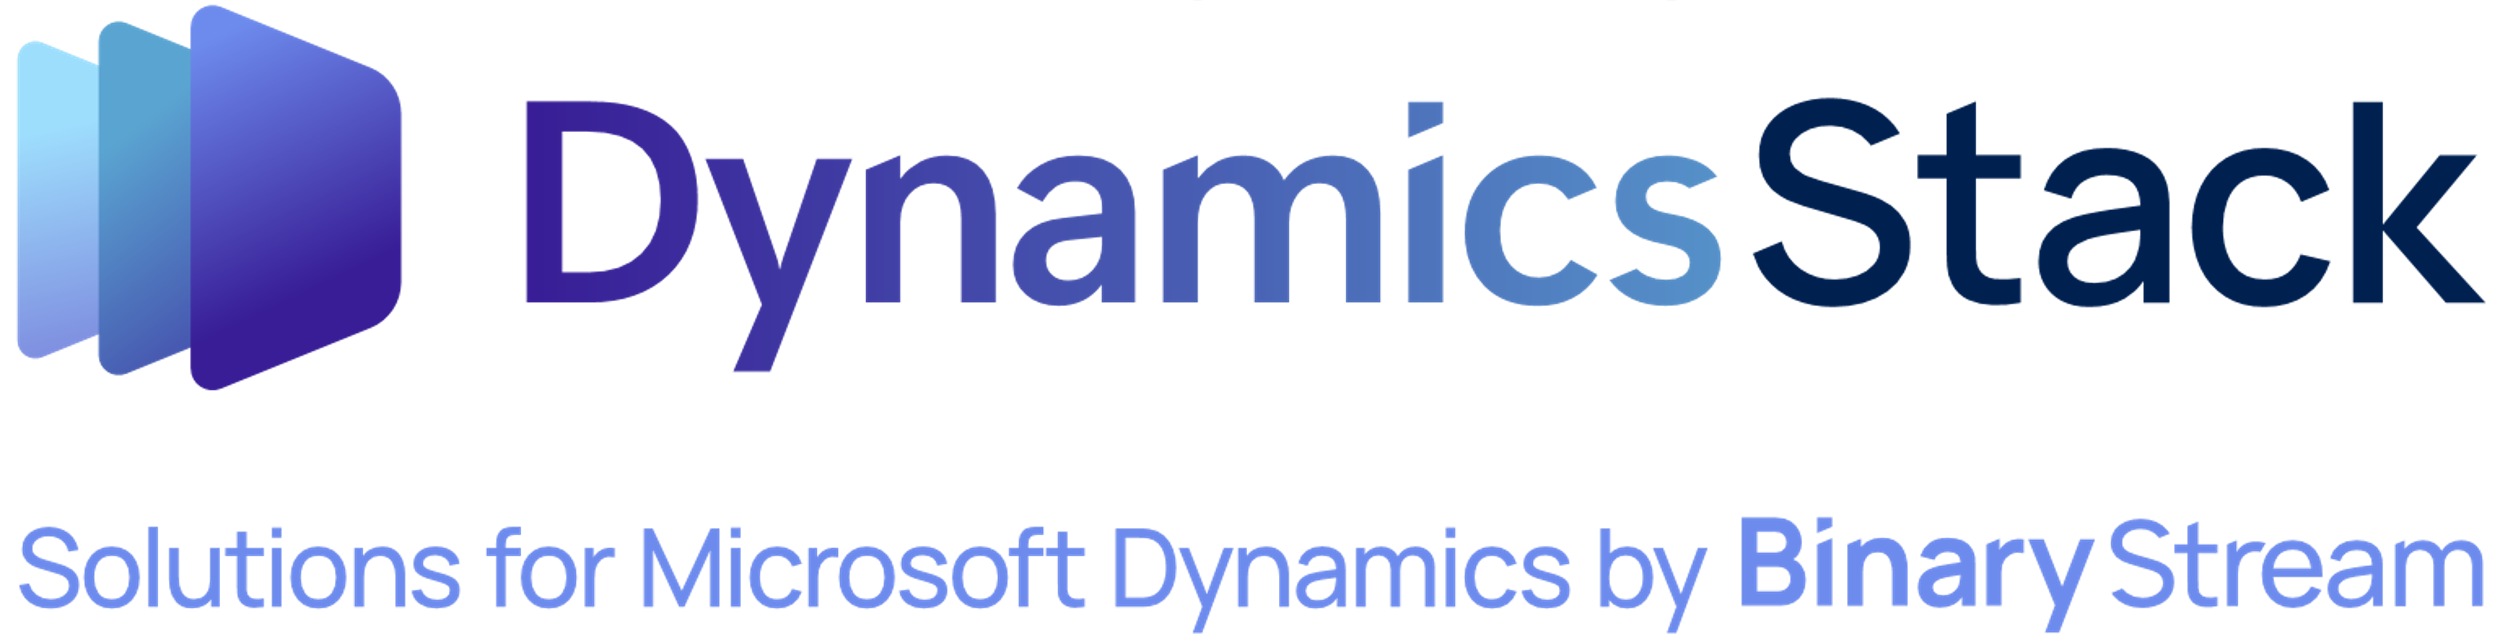 DynamicsStack
Solutions for Microsoft Dynamics by BinaryStream